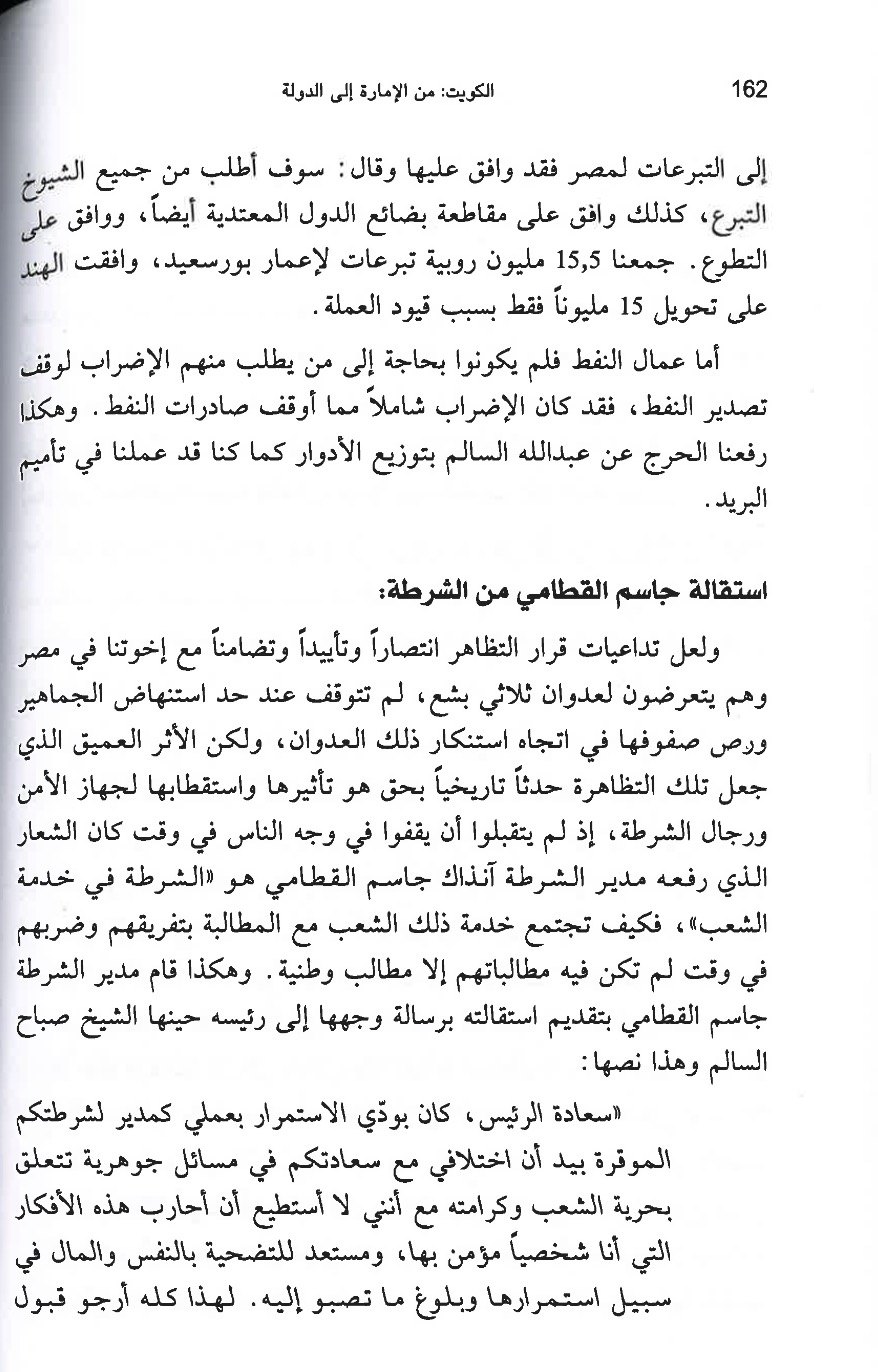 162
الكويت: من الإمارة إلى الدولة
إلى التبرعات لمصر فقد وافق عليها وقال: سوف أطلب من جميع الشيوخ
التبرع، كذلك وافق على مقاطعة بضائع الدول المعتدية أيضاً، ووافق على
التطوع. جمعنا 15,5 مليون روبية تبرعات لإعمار بورسعيد، وافقت الهند
على تحويل 15 مليوناً فقط بسبب قيود العملة.
أما عمال النفط فلم يكونوا بحاجة إلى من يطلب منهم الإضراب لوقف
تصدير النفط، فقد كان الإضراب شاملاً مما أوقف صادرات النفط. وهكذا
رفعنا الحرج عن عبدالله السالم بتوزيع الأدوار كما كنا قد عملنا في تأميم
البريد.
استقالة جاسم القطامي من الشرطة:
ولعل تداعيات قرار التظاهر انتصاراً وتأييداً وتضامناً مع إخوتنا في مصر
وهم يتعرضون لعدوان ثلاثي بشع، لم تتوقف عند حد استنهاض الجماهير
ورص صفوفها في اتجاه استنكار ذلك العدوان، ولكن الأثر العميق الذي
جعل تلك التظاهرة حدثاً تاريخياً بحق هو تأثيرها واستقطابها لجهاز الأمن
ورجال الشرطة، إذ لم يتقبلوا أن يقفوا في وجه الناس في وقت كان الشعار
الذي رفعه مدير الشرطة آنذاك جاسم القطامي هو «الشرطة في خدمة
الشعب»، فكيف تجتمع خدمة ذلك الشعب مع المطالبة بتفريقهم وضربهم
في وقت لم تكن فيه مطالباتهم إلا مطالب وطنية. وهكذا قام مدير الشرطة
جاسم القطامي بتقديم استقالته برسالة وجهها إلى رئيسه حينها الشيخ صباح
السالم وهذا نصها:
«سعادة الرئيس، كان بودّي الاستمرار بعملي كمدير لشرطتكم
الموقرة بيد أن اختلافي مع سعادتكم في مسائل جوهرية تتعلق
بحرية الشعب وكرامته مع أنني لا أستطيع أن أحارب هذه الأفكار
التي أنا شخصياً مؤمن بها، ومستعد للتضحية بالنفس والمال في
سبيل استمرارها وبلوغ ما تصبو إليه. لهذا كله أرجو قبول